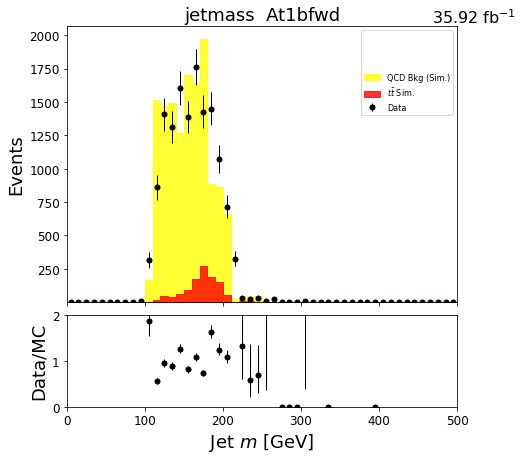 jetmass At1bfwd
35.92 fb⁻¹
QCD Bkg (Sim.)
tt̄ Sim.
Data
Events
2000
1750
1500
1250
1000
750
500
250
Data/MC
2
1
0
0 100 200 300 400 500
Jet m [GeV]